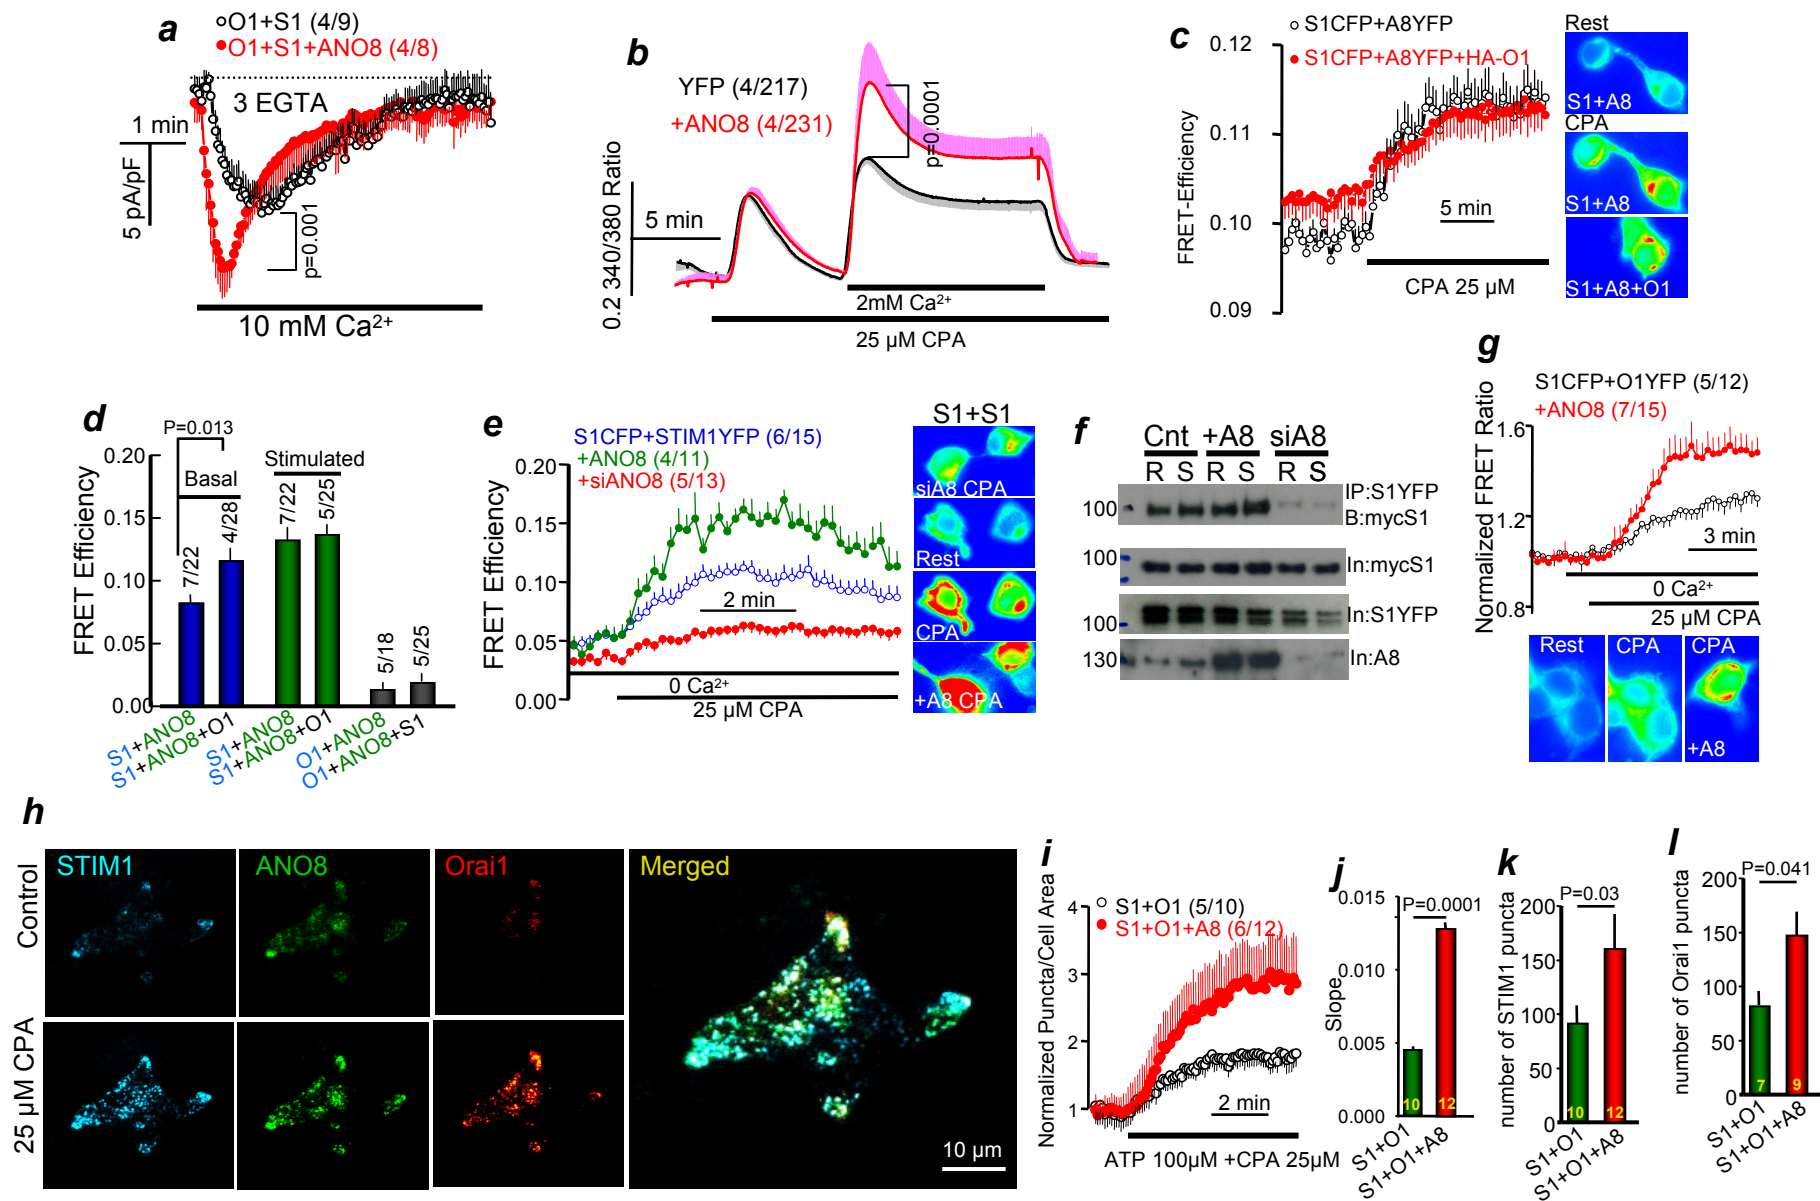 a
O1+S1 (4/9)
O1+S1+ANO8 (4/8)
3 EGTA
1 min
5 pA/pF
p=0.001
10 mM Ca²⁺
b
YFP (4/217)
+ANO8 (4/231)
p=0.0001
0.2 340/380 Ratio
5 min
2mM Ca²⁺
25 µM CPA
c
S1CFP+A8YFP
S1CFP+A8YFP+HA-O1
FRET-Efficiency
0.12
0.11
0.10
0.09
5 min
CPA 25 µM
Rest
S1+A8
CPA
S1+A8
S1+A8+O1
d
P=0.013
Basal
Stimulated
FRET Efficiency
0.20
0.15
0.10
0.05
0.00
7/22
4/28
7/22
5/25
5/18
5/25
S1+ANO8
S1+ANO8+O1
S1+ANO8
S1+ANO8+O1
O1+ANO8
O1+ANO8+S1
e
S1CFP+STIM1YFP (6/15)
+ANO8 (4/11)
+siANO8 (5/13)
FRET Efficiency
0.20
0.15
0.10
0.05
0.00
2 min
0 Ca²⁺
25 µM CPA
S1+S1
siA8 CPA
Rest
CPA
+A8 CPA
f
Cnt +A8 siA8
R S R S R S
100
IP:S1YFP
B:mycS1
100
In:mycS1
100
In:S1YFP
130
In:A8
g
S1CFP+O1YFP (5/12)
+ANO8 (7/15)
Normalized FRET Ratio
1.6
1.2
0.8
3 min
0 Ca²⁺
25 µM CPA
Rest
CPA
CPA
+A8
h
Control
25 µM CPA
STIM1
ANO8
Orai1
Merged
10 µm
i
S1+O1 (5/10)
S1+O1+A8 (6/12)
Normalized Puncta/Cell Area
4
3
2
1
2 min
ATP 100µM +CPA 25µM
j
P=0.0001
Slope
0.015
0.010
0.005
0.000
10
12
S1+O1
S1+O1+A8
k
P=0.03
number of STIM1 puncta
200
150
100
50
0
10
12
S1+O1
S1+O1+A8
l
P=0.041
number of Orai1 puncta
200
150
100
50
0
7
9
S1+O1
S1+O1+A8